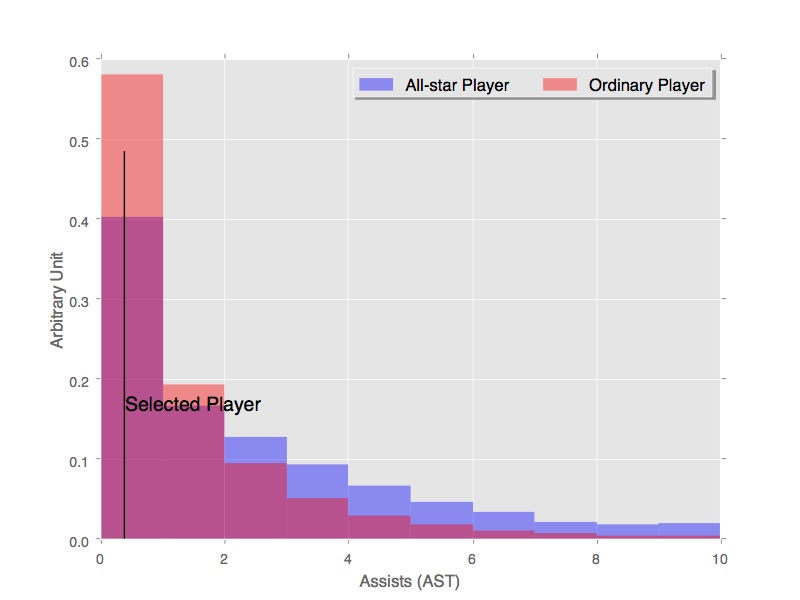 All-star Player
Ordinary Player
0.6
0.5
0.4
0.3
0.2
0.1
0.0
Arbitrary Unit
Selected Player
0
2
4
6
8
10
Assists (AST)